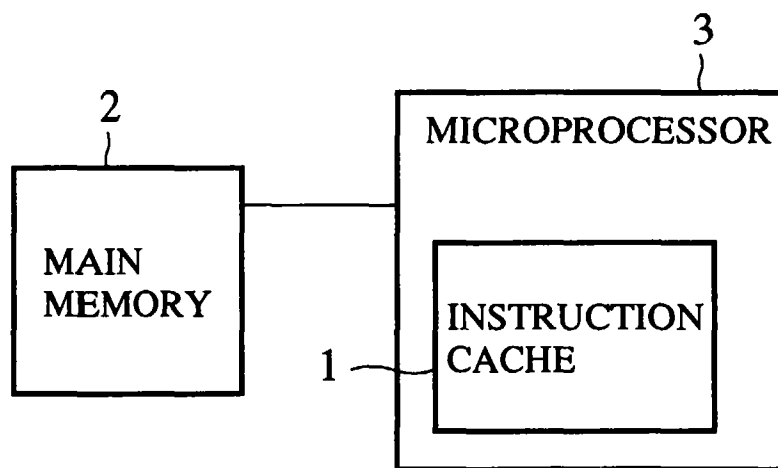 3
2
MICROPROCESSOR
MAIN
MEMORY
INSTRUCTION
CACHE
1